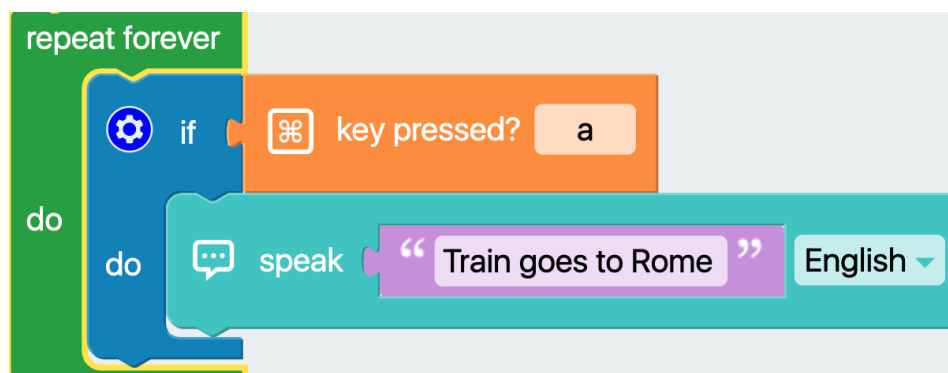 repeat forever
if ⌘ key pressed? a
do
do speak “ Train goes to Rome ” English